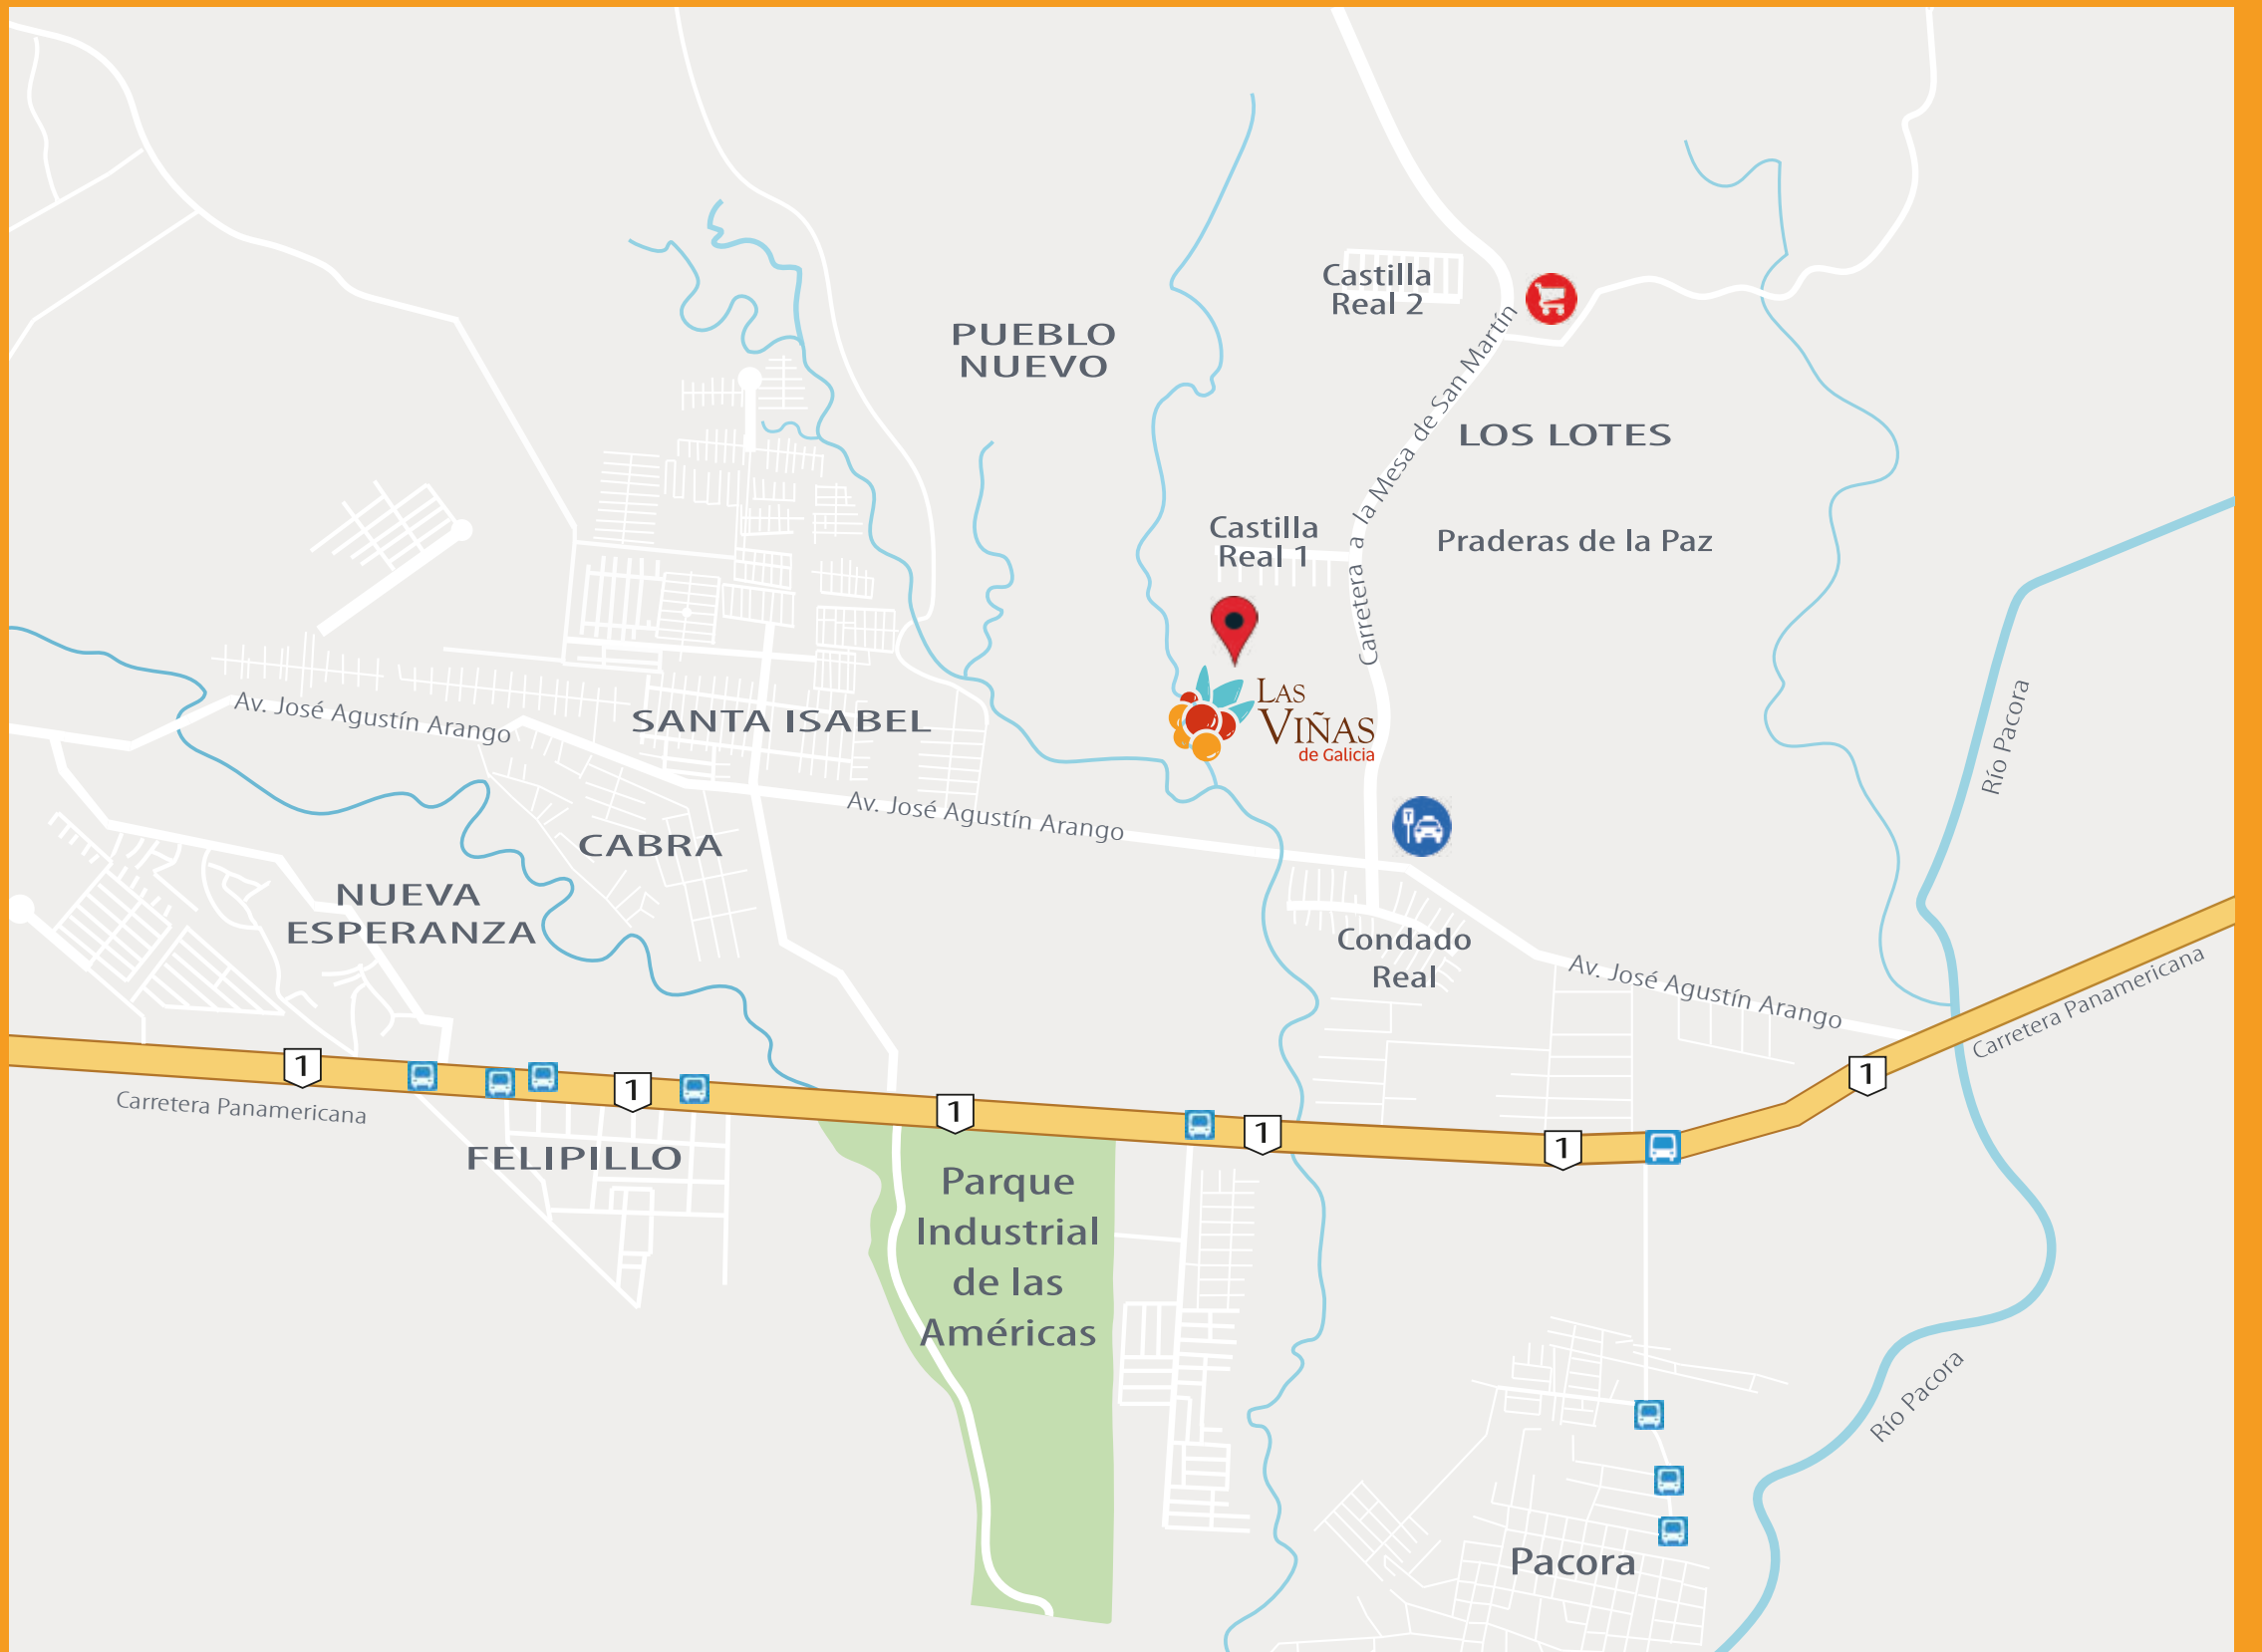 Castilla
Real 2
PUEBLO
NUEVO
Carretera a la Mesa de San Martín
LOS LOTES
Castilla
Real 1
Praderas de la Paz
LAS
VIÑAS
de Galicia
Av. José Agustín Arango
SANTA ISABEL
Río Pacora
Av. José Agustín Arango
T
CABRA
NUEVA
ESPERANZA
Condado
Real
Av. José Agustín Arango
Carretera Panamericana
1
1
1
1
1
1
Carretera Panamericana
FELIPILLO
Parque
Industrial
de las
Américas
Río Pacora
Pacora